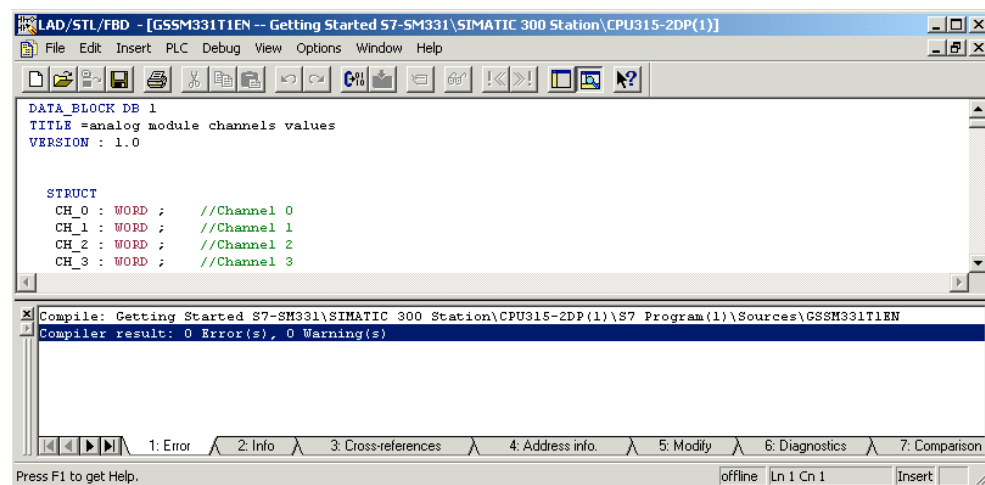 LAD/STL/FBD - [GSSM331T1EN -- Getting Started S7-SM331\SIMATIC 300 Station\CPU315-2DP(1)]
File Edit Insert PLC Debug View Options Window Help
DATA_BLOCK DB 1
TITLE =analog module channels values
VERSION : 1.0
STRUCT
CH_0 : WORD ; //Channel 0
CH_1 : WORD ; //Channel 1
CH_2 : WORD ; //Channel 2
CH_3 : WORD ; //Channel 3
Compile: Getting Started S7-SM331\SIMATIC 300 Station\CPU315-2DP(1)\S7 Program(1)\Sources\GSSM331T1EN
Compiler result: 0 Error(s), 0 Warning(s)
1: Error 2: Info 3: Cross-references 4: Address info. 5: Modify 6: Diagnostics 7: Comparison
Press F1 to get Help. offline Ln 1 Cn 1 Insert